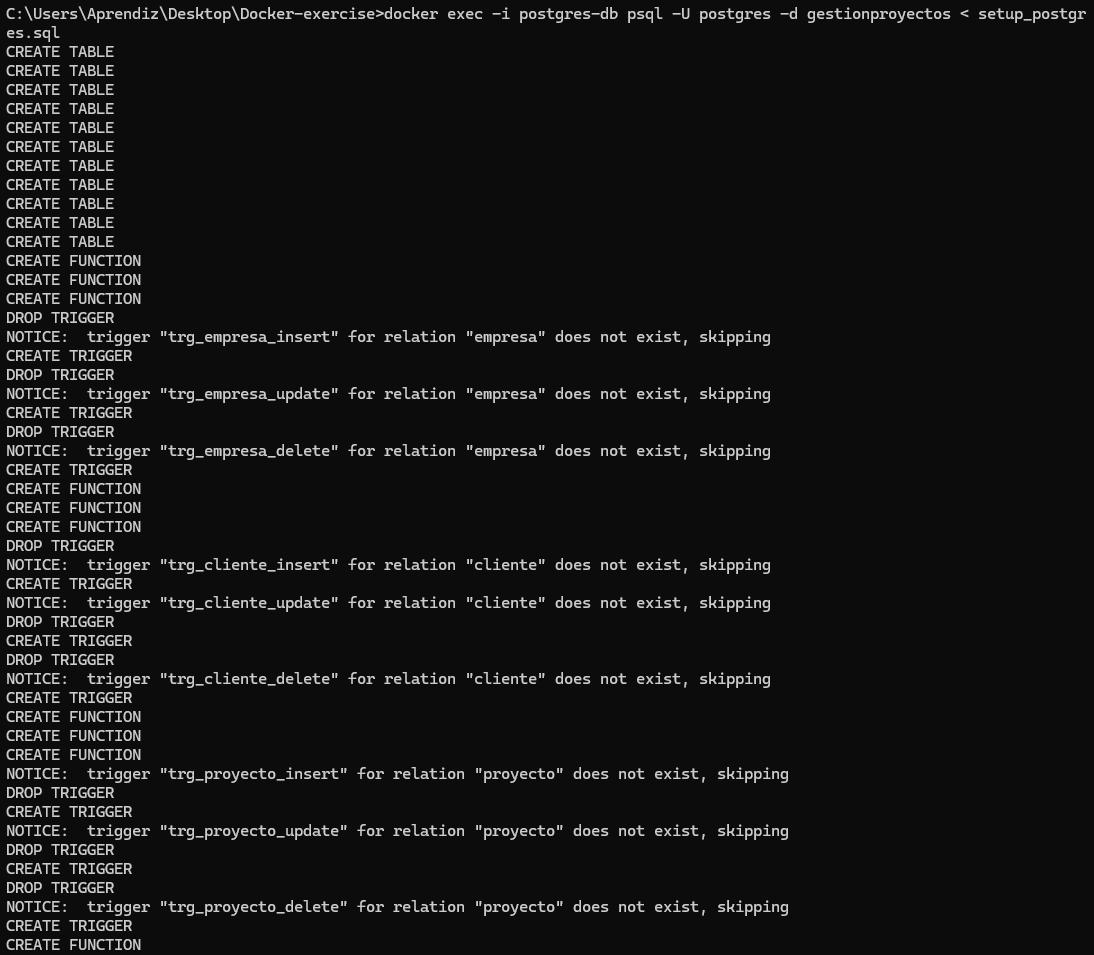 C:\Users\Aprendiz\Desktop\Docker-exercise>docker exec -i postgres-db psql -U postgres -d gestionproyectos < setup_postgr
es.sql
CREATE TABLE
CREATE TABLE
CREATE TABLE
CREATE TABLE
CREATE TABLE
CREATE TABLE
CREATE TABLE
CREATE TABLE
CREATE TABLE
CREATE TABLE
CREATE TABLE
CREATE FUNCTION
CREATE FUNCTION
CREATE FUNCTION
DROP TRIGGER
NOTICE:  trigger "trg_empresa_insert" for relation "empresa" does not exist, skipping
CREATE TRIGGER
DROP TRIGGER
NOTICE:  trigger "trg_empresa_update" for relation "empresa" does not exist, skipping
CREATE TRIGGER
DROP TRIGGER
NOTICE:  trigger "trg_empresa_delete" for relation "empresa" does not exist, skipping
CREATE TRIGGER
CREATE FUNCTION
CREATE FUNCTION
CREATE FUNCTION
DROP TRIGGER
NOTICE:  trigger "trg_cliente_insert" for relation "cliente" does not exist, skipping
CREATE TRIGGER
NOTICE:  trigger "trg_cliente_update" for relation "cliente" does not exist, skipping
DROP TRIGGER
CREATE TRIGGER
DROP TRIGGER
NOTICE:  trigger "trg_cliente_delete" for relation "cliente" does not exist, skipping
CREATE TRIGGER
CREATE FUNCTION
CREATE FUNCTION
CREATE FUNCTION
NOTICE:  trigger "trg_proyecto_insert" for relation "proyecto" does not exist, skipping
DROP TRIGGER
CREATE TRIGGER
NOTICE:  trigger "trg_proyecto_update" for relation "proyecto" does not exist, skipping
DROP TRIGGER
CREATE TRIGGER
DROP TRIGGER
NOTICE:  trigger "trg_proyecto_delete" for relation "proyecto" does not exist, skipping
CREATE TRIGGER
CREATE FUNCTION